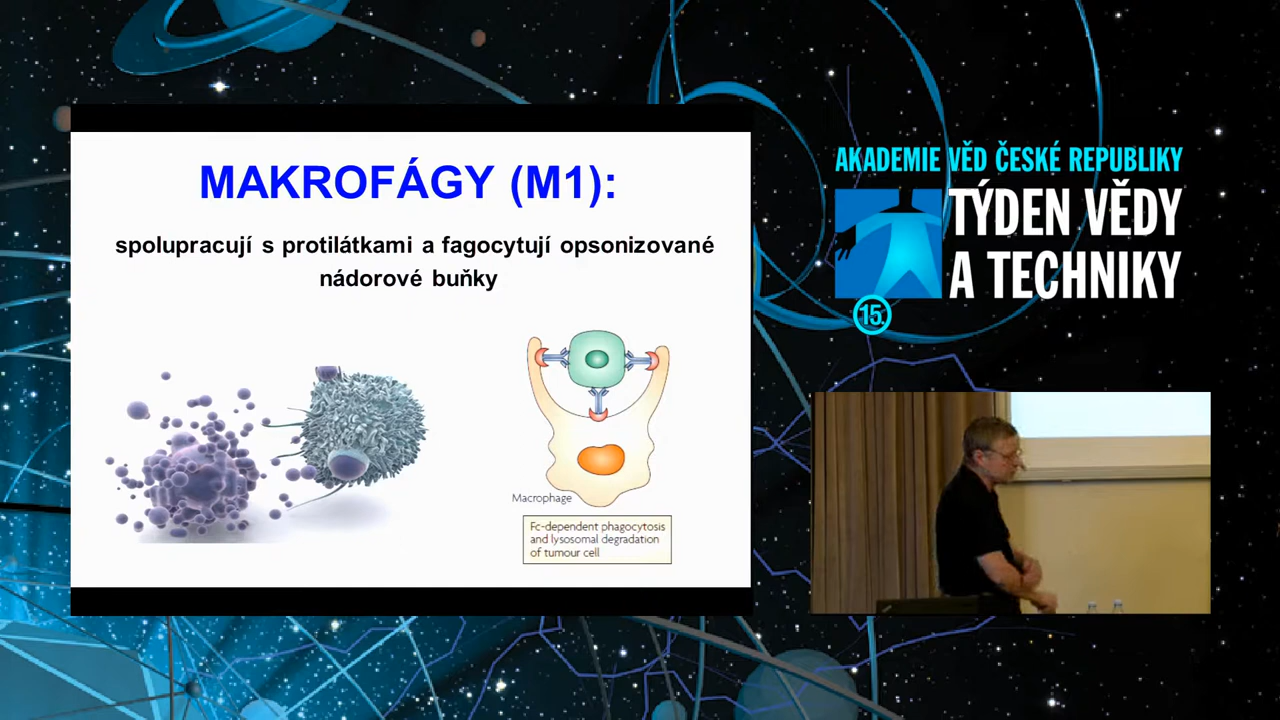 MAKROFÁGY (M1):
spolupracují s protilátkami a fagocytují opsonizované
nádorové buňky
Macrophage
Fc-dependent phagocytosis
and lysosomal degradation
of tumour cell
AKADEMIE VĚD ČESKÉ REPUBLIKY
TÝDEN VĚDY
A TECHNIKY
15.